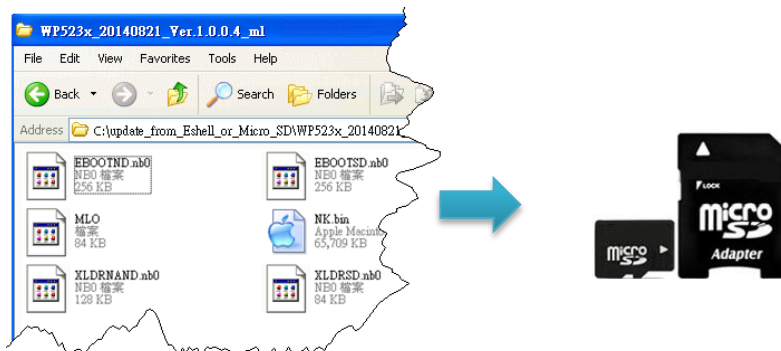 WP523x_20140821_Ver.1.0.0.4_ml
File Edit View Favorites Tools Help
Back Search Folders
Address C:\update_from_Eshell_or_Micro_SD\WP523x_20140821
EBOOTND.nb0
NB0 檔案
256 KB
EBOOTSD.nb0
NB0 檔案
256 KB
MLO
檔案
84 KB
NK.bin
Apple Macint
65,709 KB
XLDRNAND.nb0
NB0 檔案
128 KB
XLDRSD.nb0
NB0 檔案
84 KB
LOCK
Micro
SD
Adapter
micro
SD